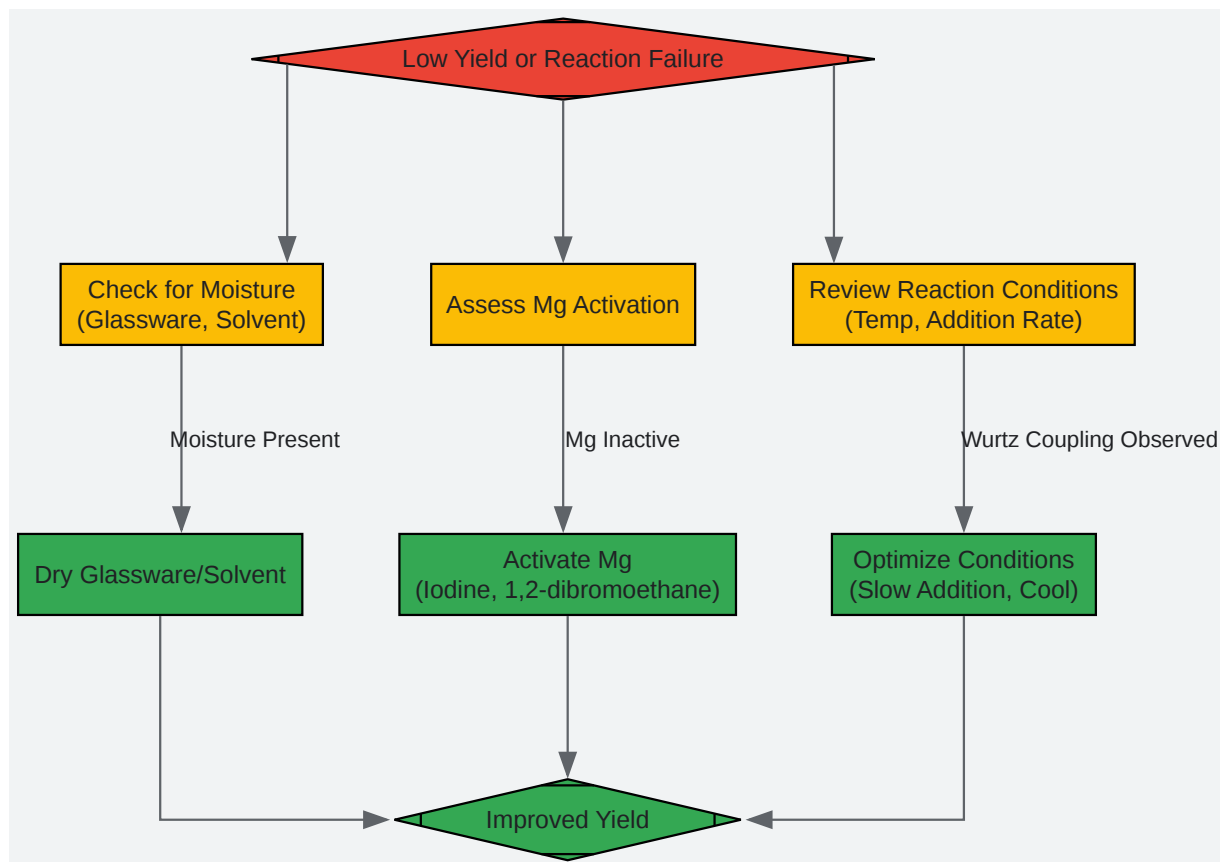 Low Yield or Reaction Failure
Check for Moisture
(Glassware, Solvent)
Assess Mg Activation
Review Reaction Conditions
(Temp, Addition Rate)
Moisture Present
Mg Inactive
Wurtz Coupling Observed
Dry Glassware/Solvent
Activate Mg
(Iodine, 1,2-dibromoethane)
Optimize Conditions
(Slow Addition, Cool)
Improved Yield